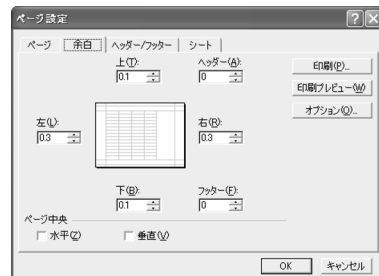 ページ設定
ページ 余白 ヘッダー/フッター シート
上(T): ヘッダー(A):
0.1 0
印刷(P)...
印刷プレビュー(W)
オプション(O)...
左(L): 右(R):
0.3 0.3
下(B): フッター(F):
0.1 0
ページ中央
水平(Z) 垂直(V)
OK キャンセル